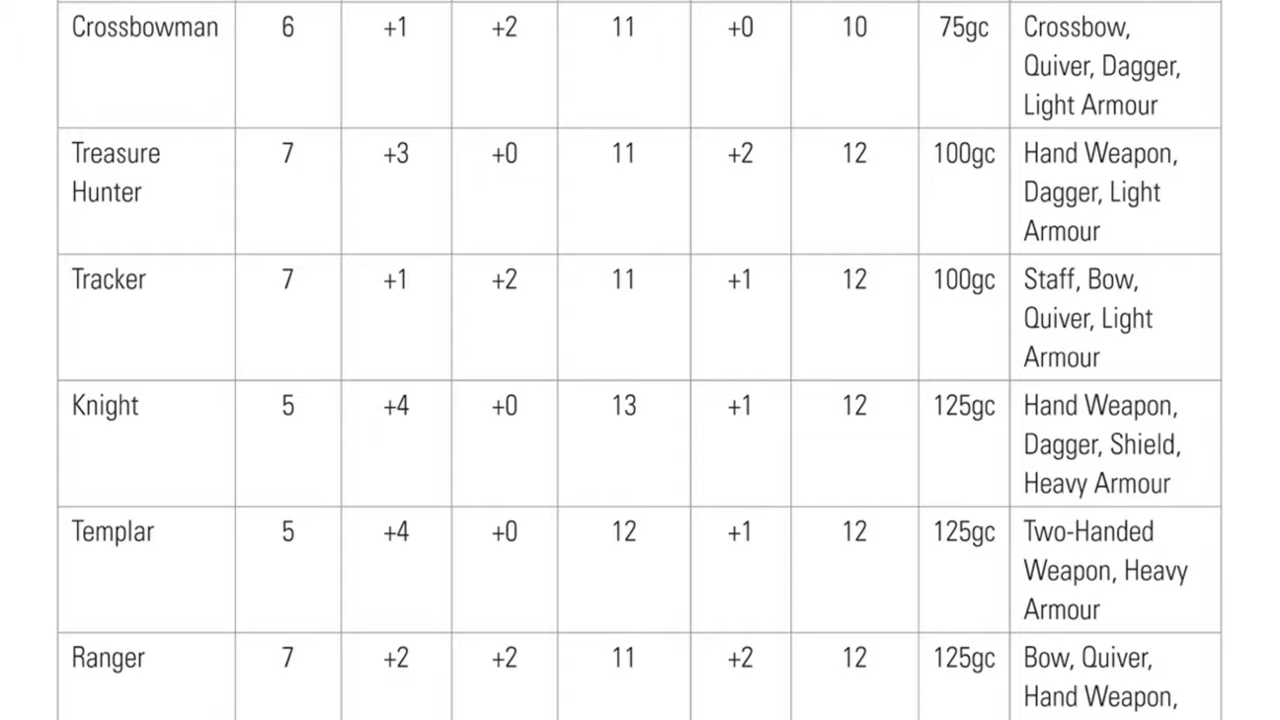 Crossbowman 6 +1 +2 11 +0 10 75gc Crossbow,
Quiver, Dagger,
Light Armour
Treasure 7 +3 +0 11 +2 12 100gc Hand Weapon,
Hunter Dagger, Light
Armour
Tracker 7 +1 +2 11 +1 12 100gc Staff, Bow,
Quiver, Light
Armour
Knight 5 +4 +0 13 +1 12 125gc Hand Weapon,
Dagger, Shield,
Heavy Armour
Templar 5 +4 +0 12 +1 12 125gc Two-Handed
Weapon, Heavy
Armour
Ranger 7 +2 +2 11 +2 12 125gc Bow, Quiver,
Hand Weapon,